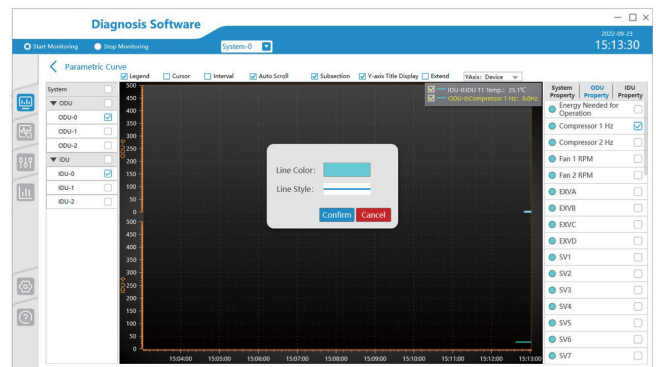 Diagnosis Software
2022-09-23
Start Monitoring
Stop Monitoring
System-0
15:13:30
Parametric Curve
Legend
Cursor
Interval
Auto Scroll
Subsection
Y-axis Title Display
Extend
YAxis: Device
System
ODU
ODU-0
ODU-1
ODU-2
IDU
IDU-0
IDU-1
IDU-2
ODU-0
500
450
400
350
300
250
200
150
100
50
0
IDU-0
500
450
400
350
300
250
200
150
100
50
0
15:04:00
15:05:00
15:06:00
15:07:00
15:08:00
15:09:00
15:10:00
15:11:00
15:12:00
15:13:00
IDU-0:IDU T1 Temp.: 25.1℃
ODU-0:Compressor 1 Hz: 0.0Hz
Line Color:
Line Style:
Confirm
Cancel
System Property
ODU Property
IDU Property
Energy Needed for
Operation
Compressor 1 Hz
Compressor 2 Hz
Fan 1 RPM
Fan 2 RPM
EXVA
EXVB
EXVC
EXVD
SV1
SV2
SV3
SV4
SV5
SV6
SV7